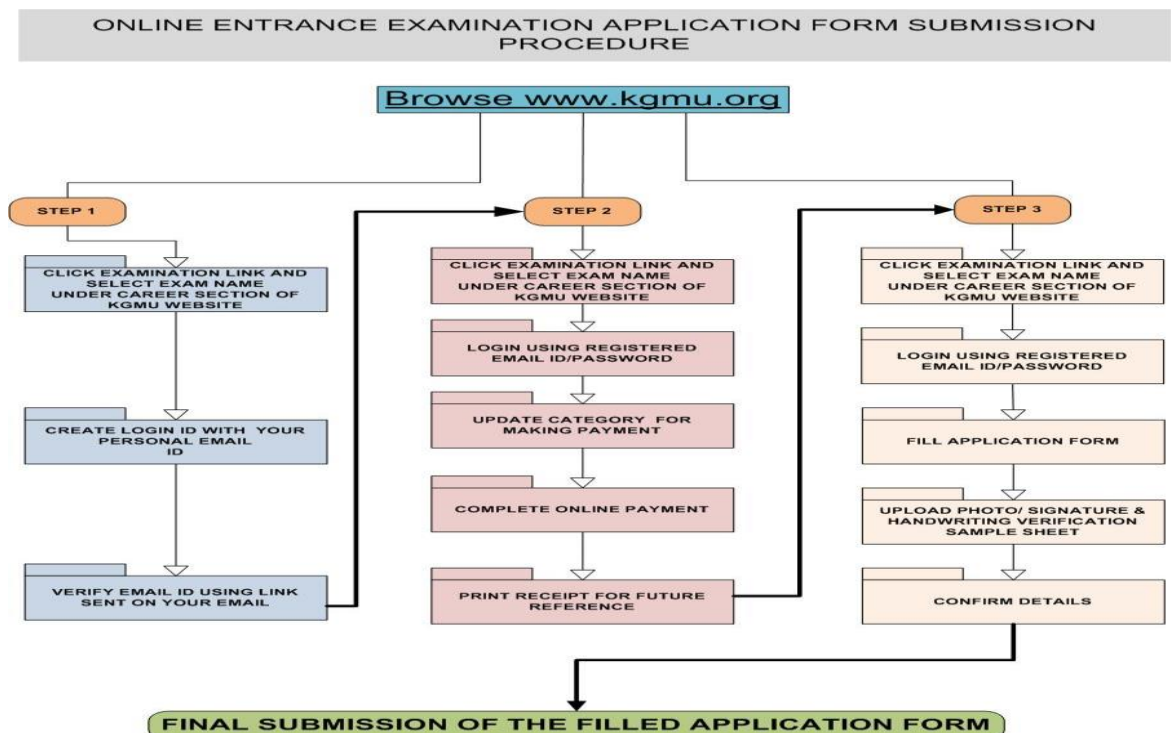 ONLINE ENTRANCE EXAMINATION APPLICATION FORM SUBMISSION
PROCEDURE
Browse www.kgmu.org
STEP 1
CLICK EXAMINATION LINK AND
SELECT EXAM NAME
UNDER CAREER SECTION OF
KGMU WEBSITE
CREATE LOGIN ID WITH YOUR
PERSONAL EMAIL
ID
VERIFY EMAIL ID USING LINK
SENT ON YOUR EMAIL
STEP 2
CLICK EXAMINATION LINK AND
SELECT EXAM NAME
UNDER CAREER SECTION OF
KGMU WEBSITE
LOGIN USING REGISTERED
EMAIL ID/PASSWORD
UPDATE CATEGORY FOR
MAKING PAYMENT
COMPLETE ONLINE PAYMENT
PRINT RECEIPT FOR FUTURE
REFERENCE
STEP 3
CLICK EXAMINATION LINK AND
SELECT EXAM NAME
UNDER CAREER SECTION OF
KGMU WEBSITE
LOGIN USING REGISTERED
EMAIL ID/PASSWORD
FILL APPLICATION FORM
UPLOAD PHOTO/ SIGNATURE &
HANDWRITING VERIFICATION
SAMPLE SHEET
CONFIRM DETAILS
FINAL SUBMISSION OF THE FILLED APPLICATION FORM